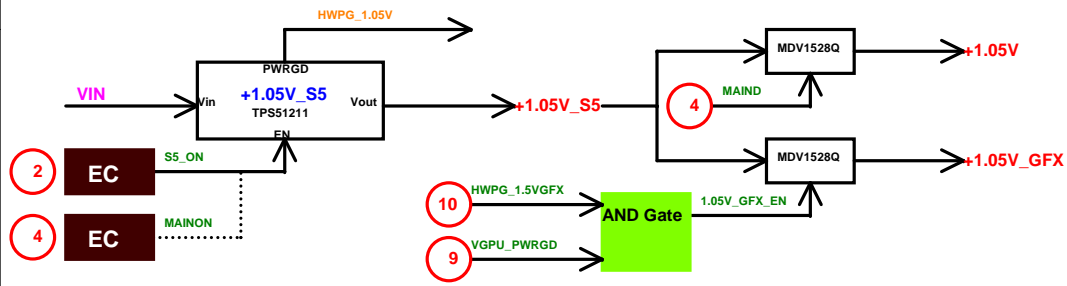 HWPG_1.05V
PWRGD
VIN
Vin
+1.05V_S5
Vout
TPS51211
EN
+1.05V_S5
MDV1528Q
+1.05V
4
MAIND
2
EC
S5_ON
MDV1528Q
+1.05V_GFX
4
EC
MAINON
10
HWPG_1.5VGFX
AND Gate
1.05V_GFX_EN
9
VGPU_PWRGD